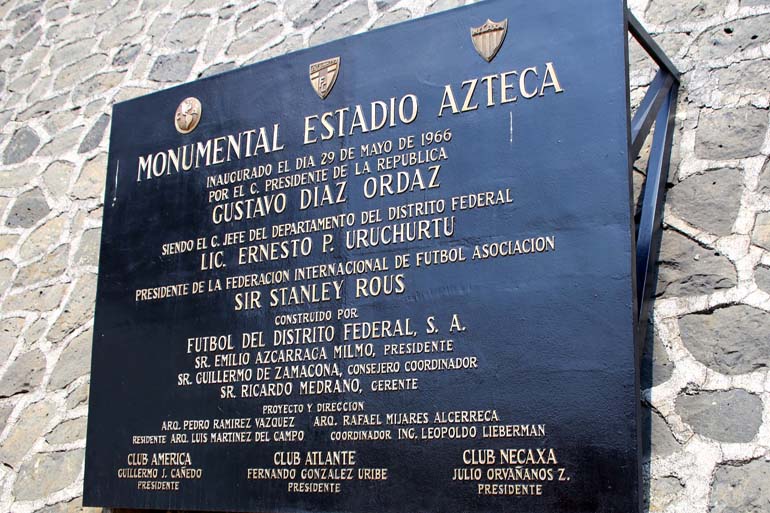 MONUMENTAL ESTADIO AZTECA
INAUGURADO EL DIA 29 DE MAYO DE 1966
POR EL C. PRESIDENTE DE LA REPUBLICA
GUSTAVO DIAZ ORDAZ
SIENDO EL C. JEFE DEL DEPARTAMENTO DEL DISTRITO FEDERAL
LIC. ERNESTO P. URUCHURTU
PRESIDENTE DE LA FEDERACION INTERNACIONAL DE FUTBOL ASOCIACION
SIR STANLEY ROUS
CONSTRUIDO POR
FUTBOL DEL DISTRITO FEDERAL, S. A.
SR. EMILIO AZCARRAGA MILMO, PRESIDENTE
SR. GUILLERMO DE ZAMACONA, CONSEJERO COORDINADOR
SR. RICARDO MEDRANO, GERENTE
PROYECTO Y DIRECCION
ARQ. PEDRO RAMIREZ VAZQUEZ ARQ. RAFAEL MIJARES ALCERRECA
RESIDENTE ARQ. LUIS MARTINEZ DEL CAMPO COORDINADOR ING. LEOPOLDO LIEBERMAN
CLUB AMERICA
GUILLERMO J. CAÑEDO
PRESIDENTE
CLUB ATLANTE
FERNANDO GONZALEZ URIBE
PRESIDENTE
CLUB NECAXA
JULIO ORVAÑANOS Z.
PRESIDENTE